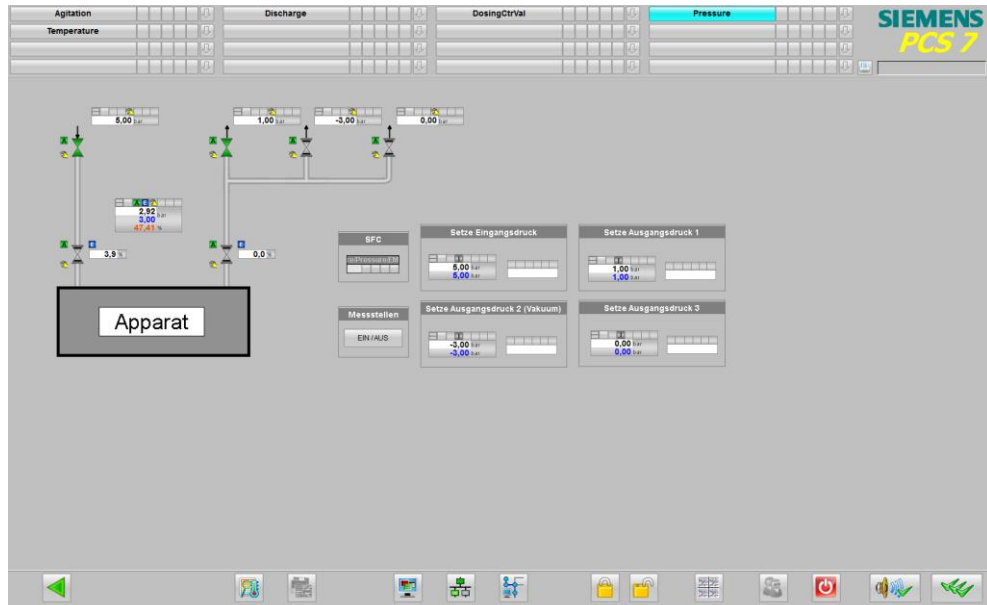 Agitation
Discharge
DosingCtrVal
Pressure
SIEMENS
Temperature
PCS 7
5,00 bar
1,00 bar
-3,00 bar
0,00 bar
A
A
A
A
A E
2,92 bar
3,00
47,41 %
A E
3,9 %
A E
0,0 %
SFC
Setze Eingangsdruck
5,00 bar
5,00 bar
Setze Ausgangsdruck 1
1,00 bar
1,00 bar
Apparat
Messstellen
EIN / AUS
Setze Ausgangsdruck 2 (Vakuum)
-3,00 bar
-3,00 bar
Setze Ausgangsdruck 3
0,00 bar
0,00 bar